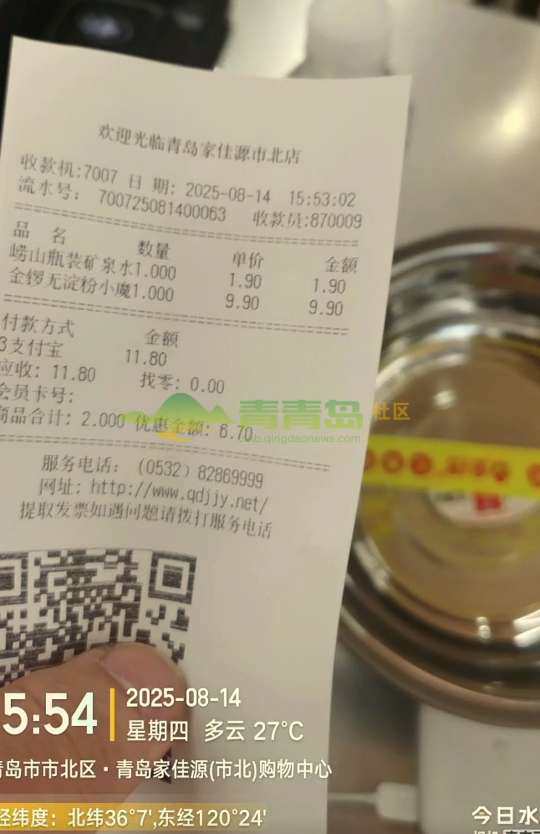 欢迎光临青岛家佳源市北店
收款机:7007 日 期: 2025-08-14 15:53:02
流水号: 700725081400063 收款员:870009
品 名 数量 单价 金额
崂山瓶装矿泉水1.000 1.90 1.90
金锣无淀粉小魔1.000 9.90 9.90
付款方式 金额
3支付宝 11.80
应收: 11.80 找零: 0.00
会员卡号:
商品合计: 2.000 优惠金额: 6.70
青青岛社区
b.qingdaonews.com
服务电话: (0532) 82869999
网址: http://www.qdjjy.net/
提取发票如遇问题请拨打服务电话
5:54
2025-08-14
星期四 多云 27°C
青岛市市北区·青岛家佳源(市北)购物中心
经纬度: 北纬36°7',东经120°24'
今日水